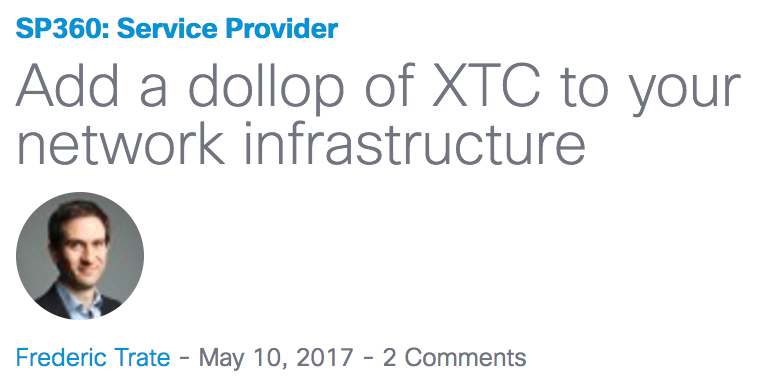 SP360: Service Provider
Add a dollop of XTC to your
network infrastructure
Frederic Trate - May 10, 2017 - 2 Comments